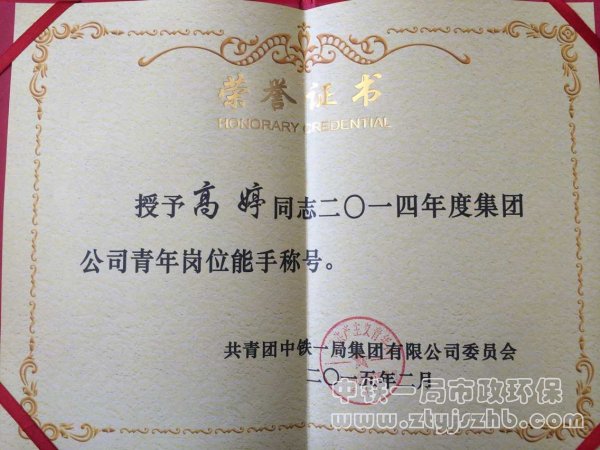 荣誉证书
HONORARY CREDENTIAL
授予高婷同志二〇一四年度集团
公司青年岗位能手称号。
共青团中铁一局集团有限公司委员会
二〇一五年二月
中铁一局市政环保
www.ztyjszhb.com